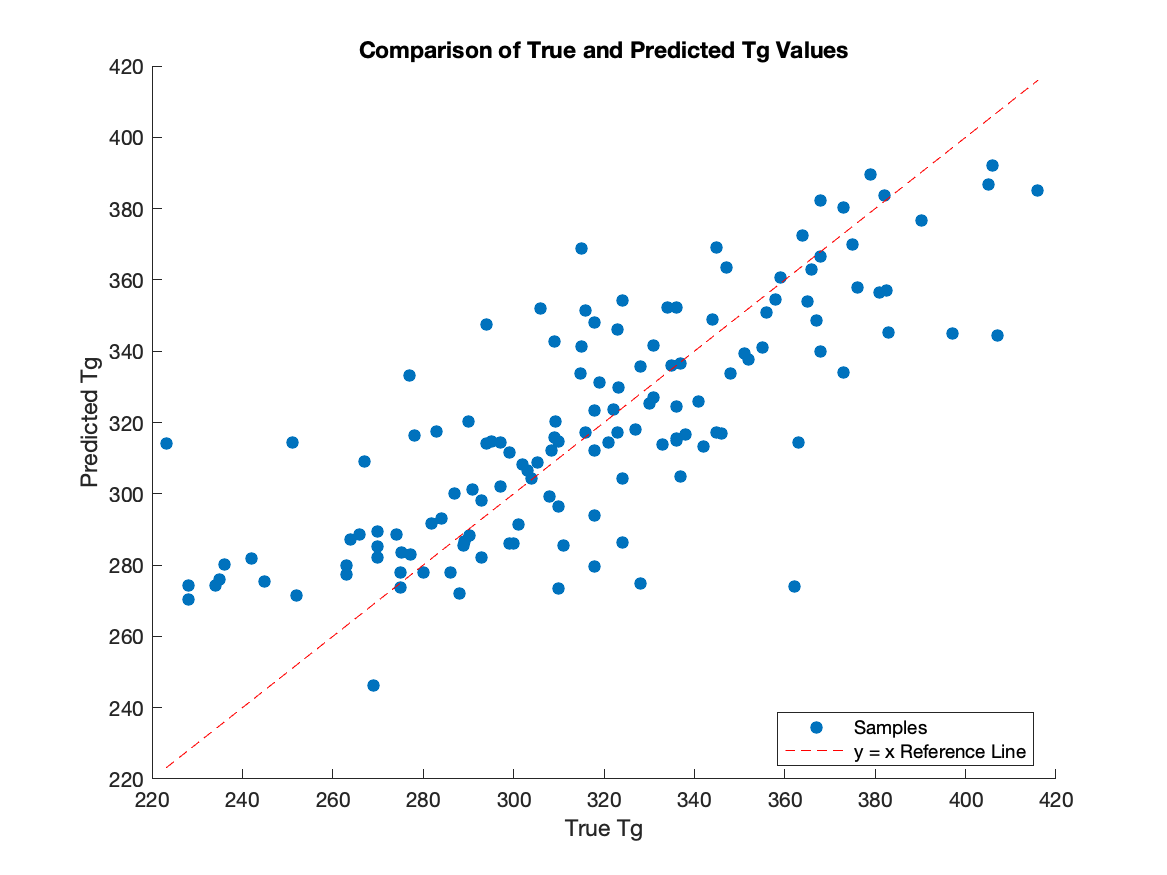 Comparison of True and Predicted Tg Values
420
400
380
360
340
320
300
280
260
240
220
Predicted Tg
220 240 260 280 300 320 340 360 380 400 420
True Tg
Samples
y = x Reference Line